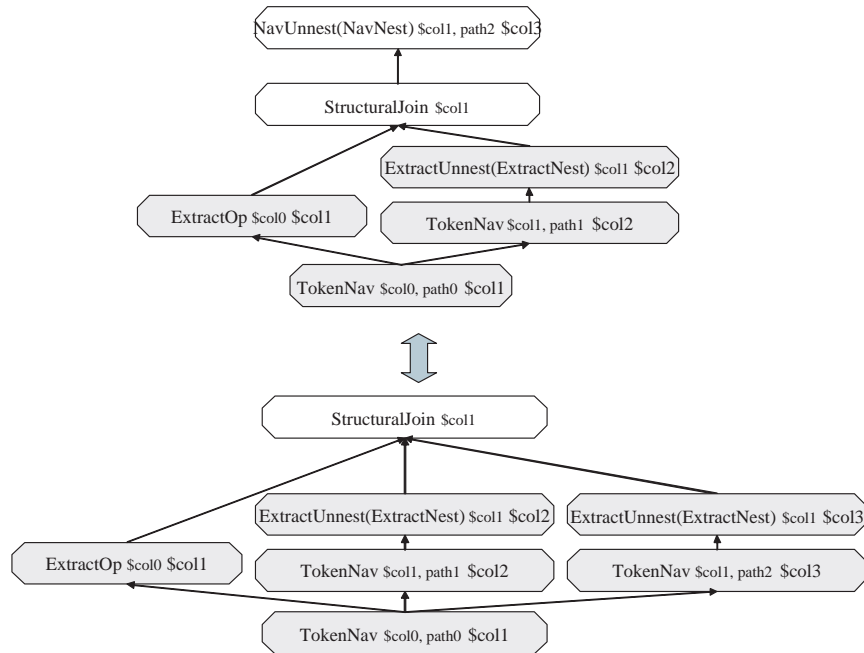 NavUnnest(NavNest) $col1, path2 $col3
StructuralJoin $col1
ExtractUnnest(ExtractNest) $col1 $col2
ExtractOp $col0 $col1
TokenNav $col1, path1 $col2
TokenNav $col0, path0 $col1
StructuralJoin $col1
ExtractUnnest(ExtractNest) $col1 $col2
ExtractUnnest(ExtractNest) $col1 $col3
ExtractOp $col0 $col1
TokenNav $col1, path1 $col2
TokenNav $col1, path2 $col3
TokenNav $col0, path0 $col1